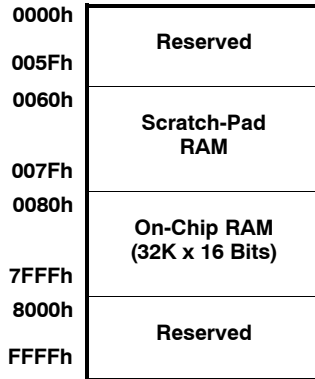 0000h
Reserved
005Fh
0060h
Scratch-Pad
RAM
007Fh
0080h
On-Chip RAM
(32K x 16 Bits)
7FFFh
8000h
Reserved
FFFFh